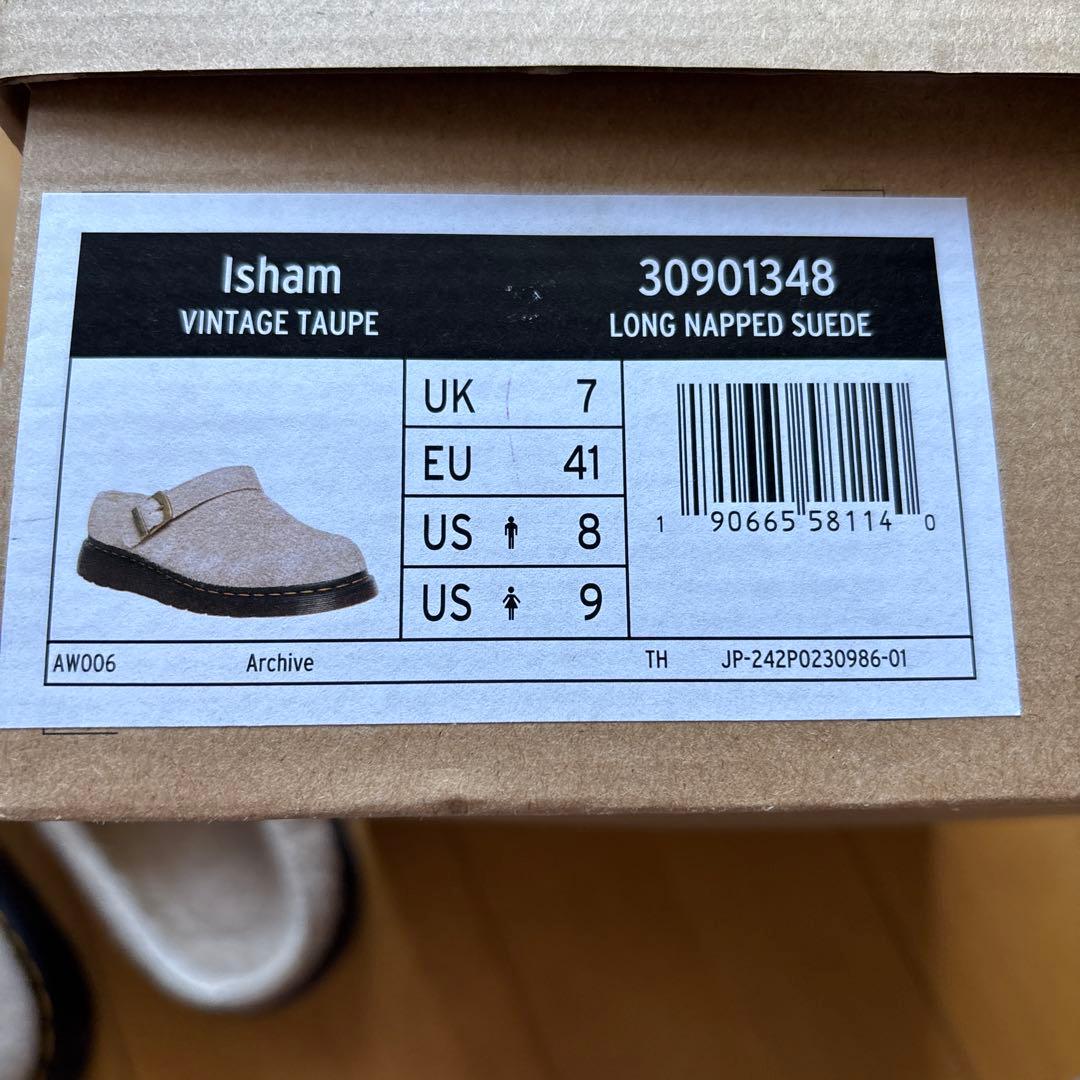 Isham
VINTAGE TAUPE
30901348
LONG NAPPED SUEDE
UK 7
EU 41
US 8
US 9
1 90665 58114 0
AW006 Archive TH JP-242P0230986-01